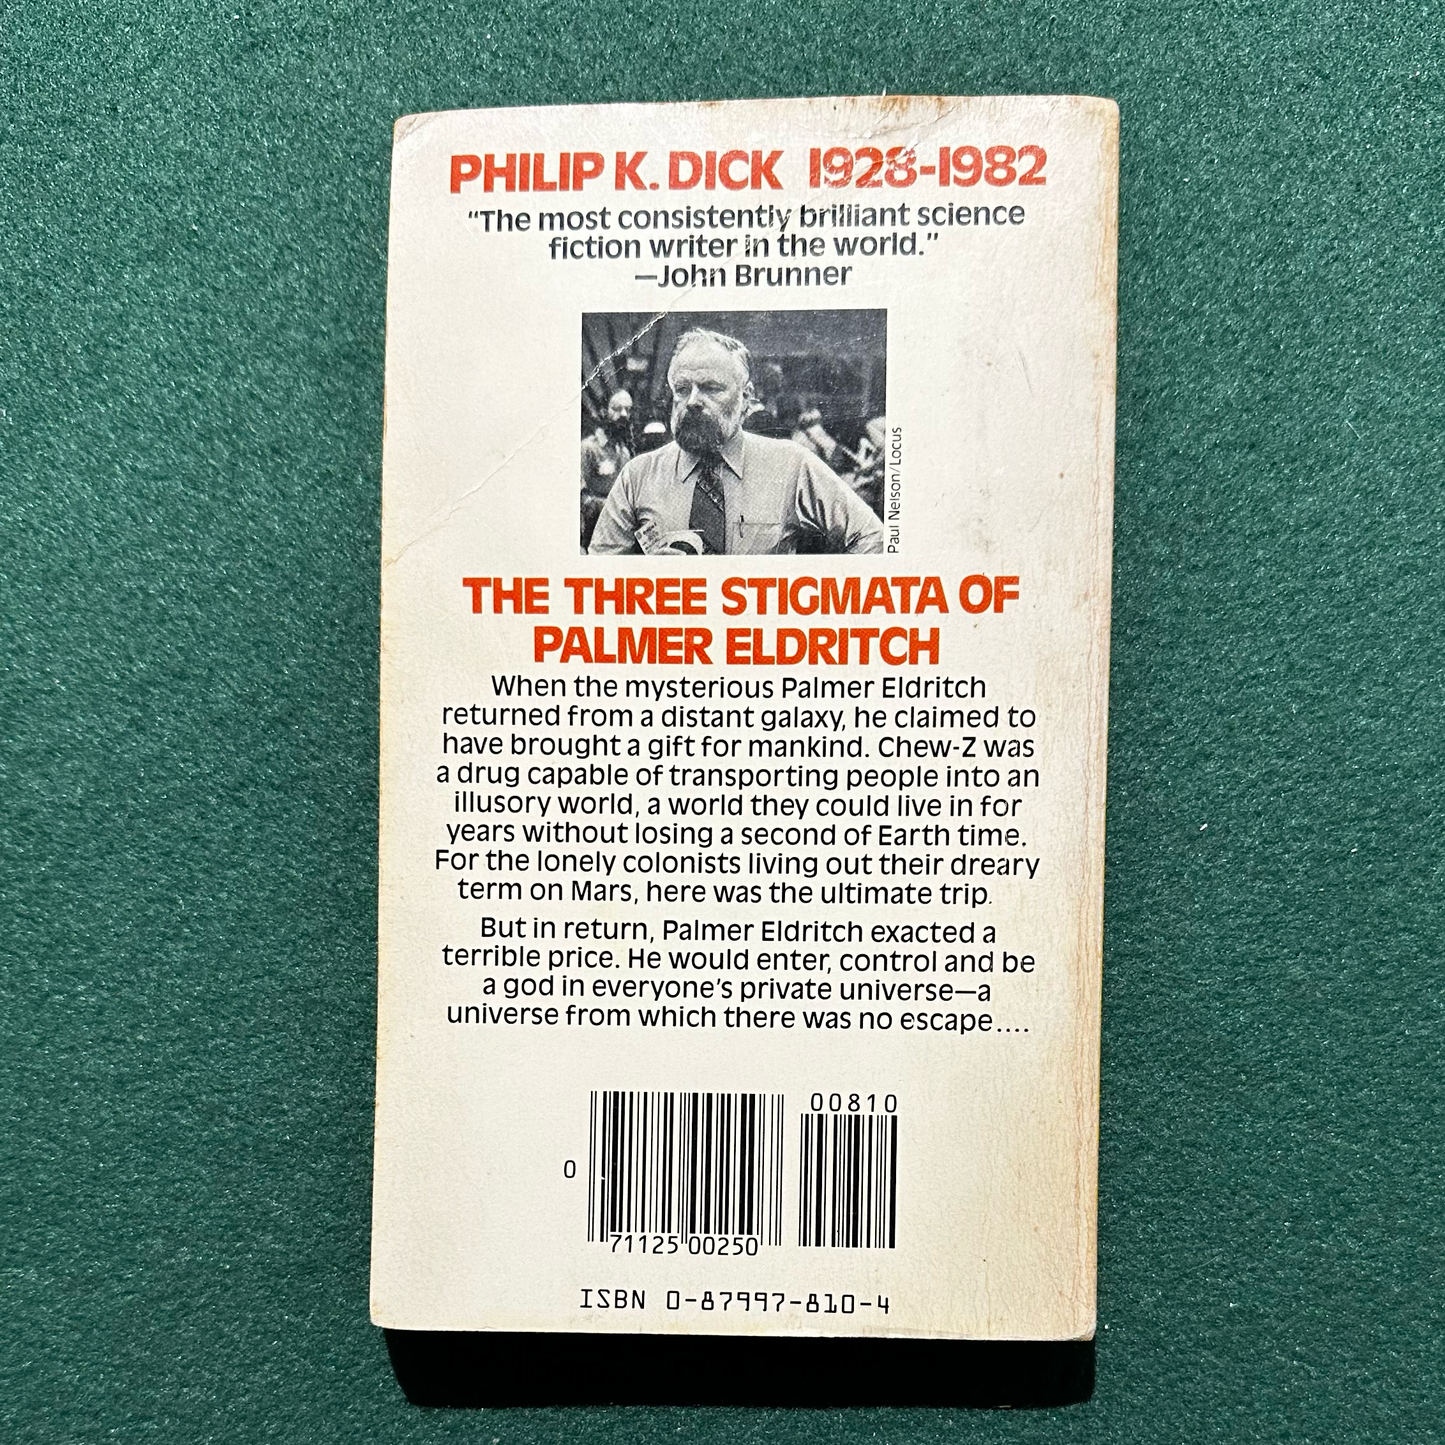 PHILIP K. DICK 1928-1982
“The most consistently brilliant science
fiction writer in the world.”
—John Brunner
Paul Nelson/Locus
THE THREE STIGMATA OF
PALMER ELDRITCH
When the mysterious Palmer Eldritch
returned from a distant galaxy, he claimed to
have brought a gift for mankind. Chew-Z was
a drug capable of transporting people into an
illusory world, a world they could live in for
years without losing a second of Earth time.
For the lonely colonists living out their dreary
term on Mars, here was the ultimate trip.
But in return, Palmer Eldritch exacted a
terrible price. He would enter, control and be
a god in everyone’s private universe—a
universe from which there was no escape....
00810
0
71125 00250
ISBN 0-87997-810-4